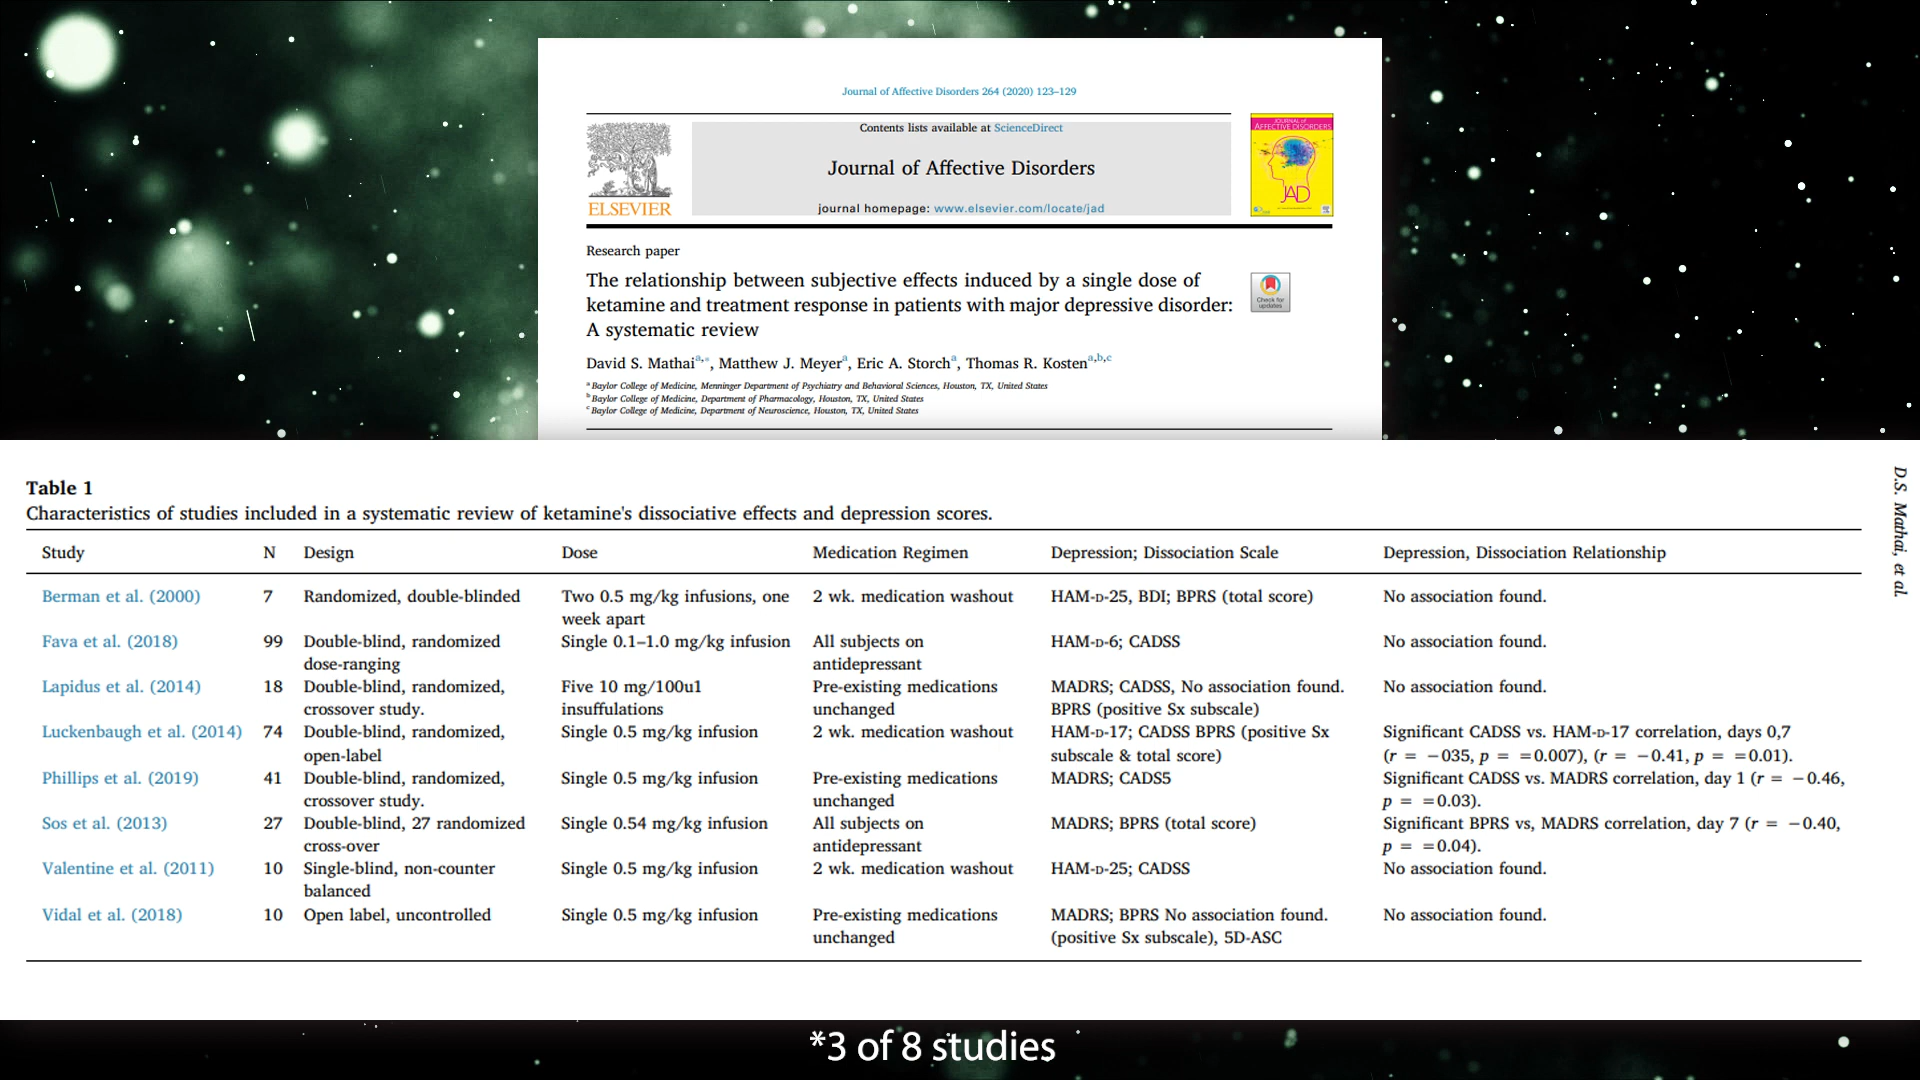 Journal of Affective Disorders 264 (2020) 123–129
Contents lists available at ScienceDirect
Journal of Affective Disorders
journal homepage: www.elsevier.com/locate/jad
ELSEVIER
JOURNAL of
AFFECTIVE DISORDERS
JAD
Research paper
The relationship between subjective effects induced by a single dose of
ketamine and treatment response in patients with major depressive disorder:
A systematic review
Check for
updates
David S. Mathai a,*, Matthew J. Meyer a, Eric A. Storch a, Thomas R. Kosten a,b,c
a Baylor College of Medicine, Menninger Department of Psychiatry and Behavioral Sciences, Houston, TX, United States
b Baylor College of Medicine, Department of Pharmacology, Houston, TX, United States
c Baylor College of Medicine, Department of Neuroscience, Houston, TX, United States
D.S. Mathai, et al.
Table 1
Characteristics of studies included in a systematic review of ketamine's dissociative effects and depression scores.
Study N Design Dose Medication Regimen Depression; Dissociation Scale Depression, Dissociation Relationship
Berman et al. (2000) 7 Randomized, double-blinded Two 0.5 mg/kg infusions, one 2 wk. medication washout HAM-D-25, BDI; BPRS (total score) No association found.
week apart
Fava et al. (2018) 99 Double-blind, randomized Single 0.1–1.0 mg/kg infusion All subjects on HAM-D-6; CADSS No association found.
dose-ranging antidepressant
Lapidus et al. (2014) 18 Double-blind, randomized, Five 10 mg/100u1 Pre-existing medications MADRS; CADSS, No association found. No association found.
crossover study. insuffulations unchanged BPRS (positive Sx subscale)
Luckenbaugh et al. (2014) 74 Double-blind, randomized, Single 0.5 mg/kg infusion 2 wk. medication washout HAM-D-17; CADSS BPRS (positive Sx Significant CADSS vs. HAM-D-17 correlation, days 0,7
open-label subscale & total score) (r = −035, p = =0.007), (r = −0.41, p = =0.01).
Phillips et al. (2019) 41 Double-blind, randomized, Single 0.5 mg/kg infusion Pre-existing medications MADRS; CADS5 Significant CADSS vs. MADRS correlation, day 1 (r = −0.46,
crossover study. unchanged p = =0.03).
Sos et al. (2013) 27 Double-blind, 27 randomized Single 0.54 mg/kg infusion All subjects on MADRS; BPRS (total score) Significant BPRS vs, MADRS correlation, day 7 (r = −0.40,
cross-over antidepressant p = =0.04).
Valentine et al. (2011) 10 Single-blind, non-counter Single 0.5 mg/kg infusion 2 wk. medication washout HAM-D-25; CADSS No association found.
balanced
Vidal et al. (2018) 10 Open label, uncontrolled Single 0.5 mg/kg infusion Pre-existing medications MADRS; BPRS No association found. No association found.
unchanged (positive Sx subscale), 5D-ASC
*3 of 8 studies